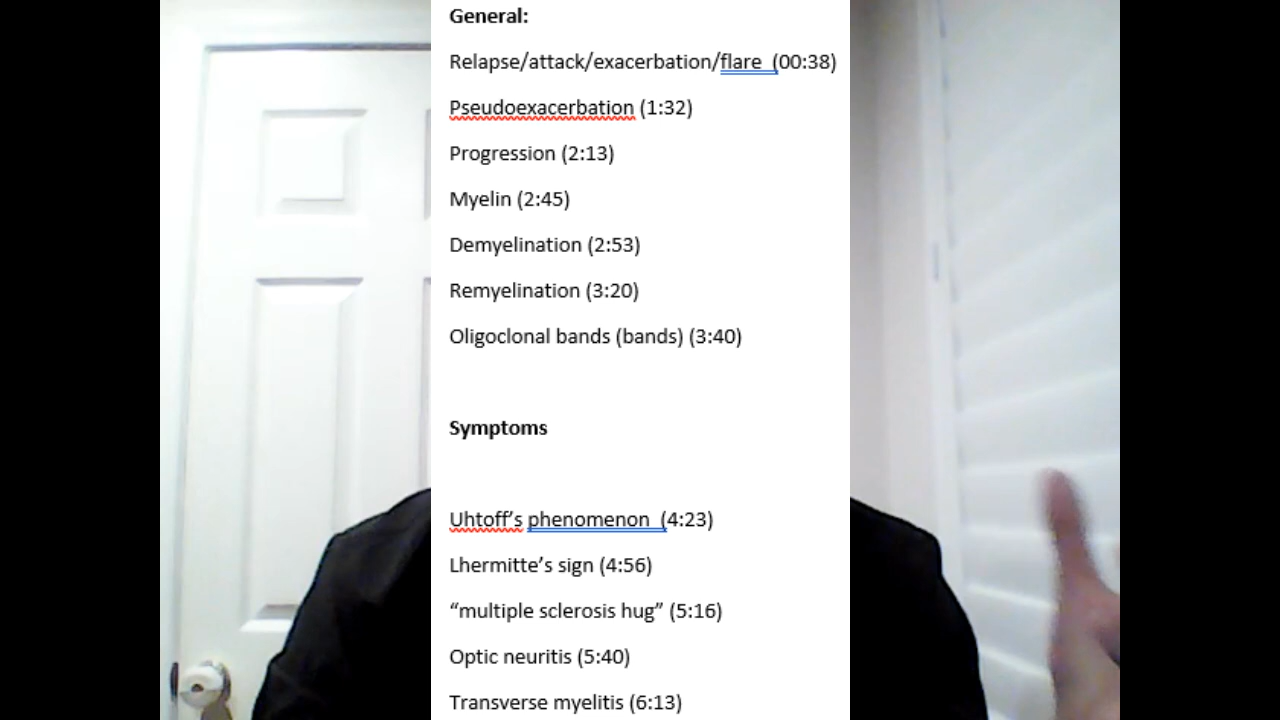 General:
Relapse/attack/exacerbation/flare  (00:38)
Pseudoexacerbation (1:32)
Progression (2:13)
Myelin (2:45)
Demyelination (2:53)
Remyelination (3:20)
Oligoclonal bands (bands) (3:40)
Symptoms
Uhtoff’s phenomenon  (4:23)
Lhermitte’s sign (4:56)
“multiple sclerosis hug” (5:16)
Optic neuritis (5:40)
Transverse myelitis (6:13)